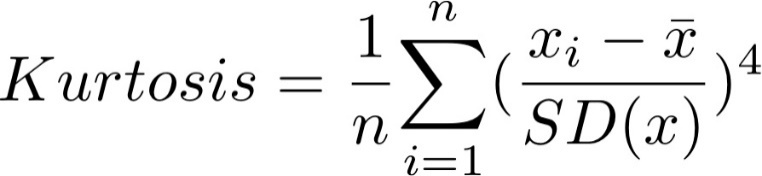 Kurtosis = \frac{1}{n} \sum_{i=1}^{n} ( \frac{x_i - \bar{x}}{SD(x)} )^4